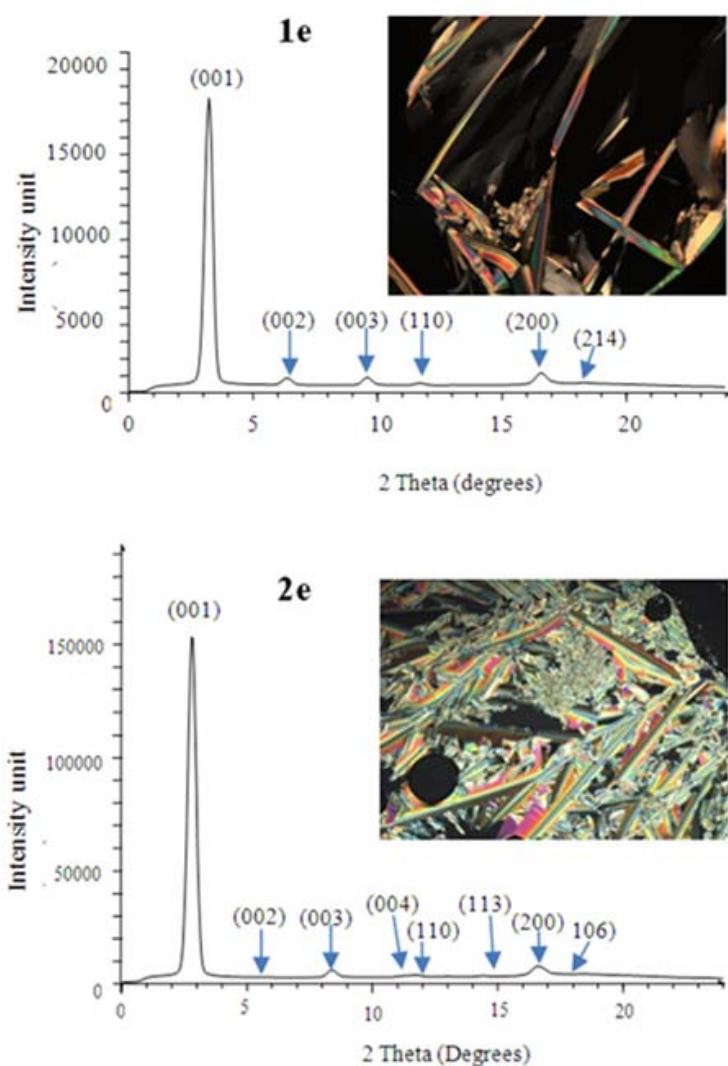 1e
20000
(001)
15000
Intensity unit
10000
5000
(002) (003) (110) (200) (214)
0
0 5 10 15 20
2 Theta (degrees)
2e
(001)
150000
Intensity unit
100000
50000
(002) (003) (004) (110) (113) (200) 106)
0
0 5 10 15 20
2 Theta (Degrees)